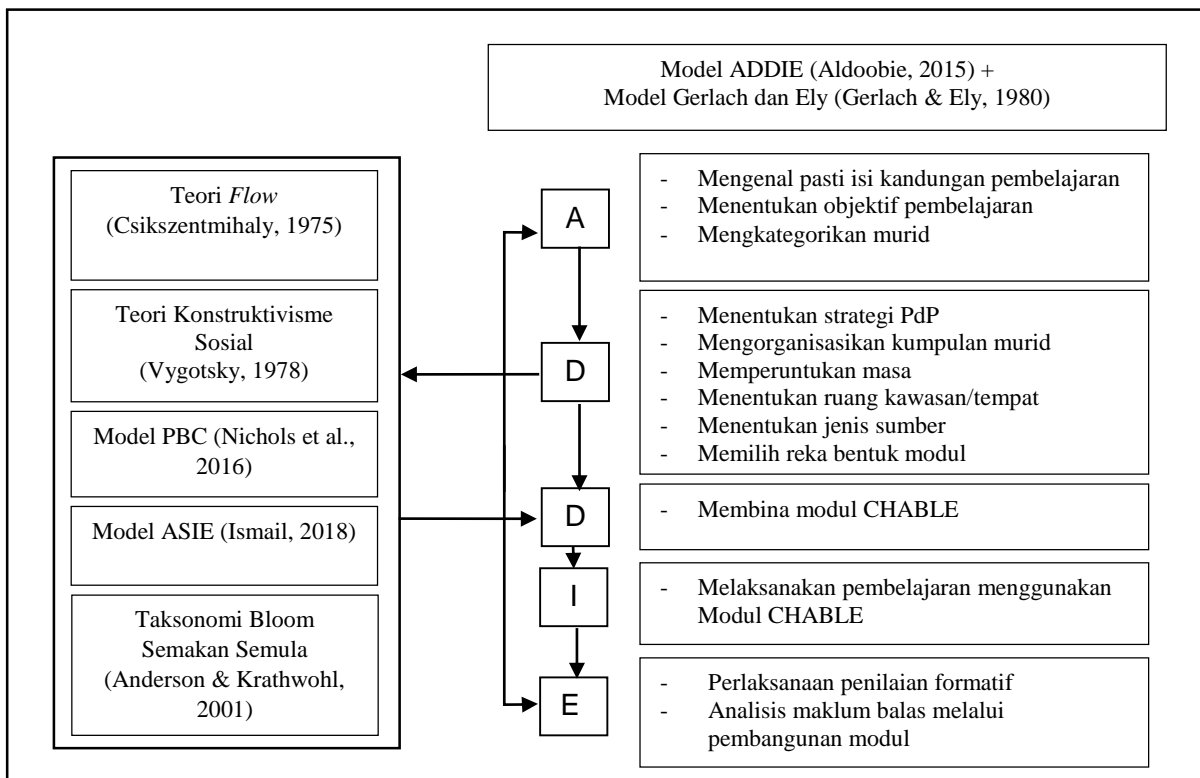 Model ADDIE (Aldoobie, 2015) +
Model Gerlach dan Ely (Gerlach & Ely, 1980)
Teori Flow
(Csikszentmihaly, 1975)
Teori Konstruktivisme
Sosial
(Vygotsky, 1978)
Model PBC (Nichols et al.,
2016)
Model ASIE (Ismail, 2018)
Taksonomi Bloom
Semakan Semula
(Anderson & Krathwohl,
2001)
A
- Mengenal pasti isi kandungan pembelajaran
- Menentukan objektif pembelajaran
- Mengkategorikan murid
D
- Menentukan strategi PdP
- Mengorganisasikan kumpulan murid
- Memperuntukan masa
- Menentukan ruang kawasan/tempat
- Menentukan jenis sumber
- Memilih reka bentuk modul
D
- Membina modul CHABLE
I
- Melaksanakan pembelajaran menggunakan
Modul CHABLE
E
- Perlaksanaan penilaian formatif
- Analisis maklum balas melalui
pembangunan modul